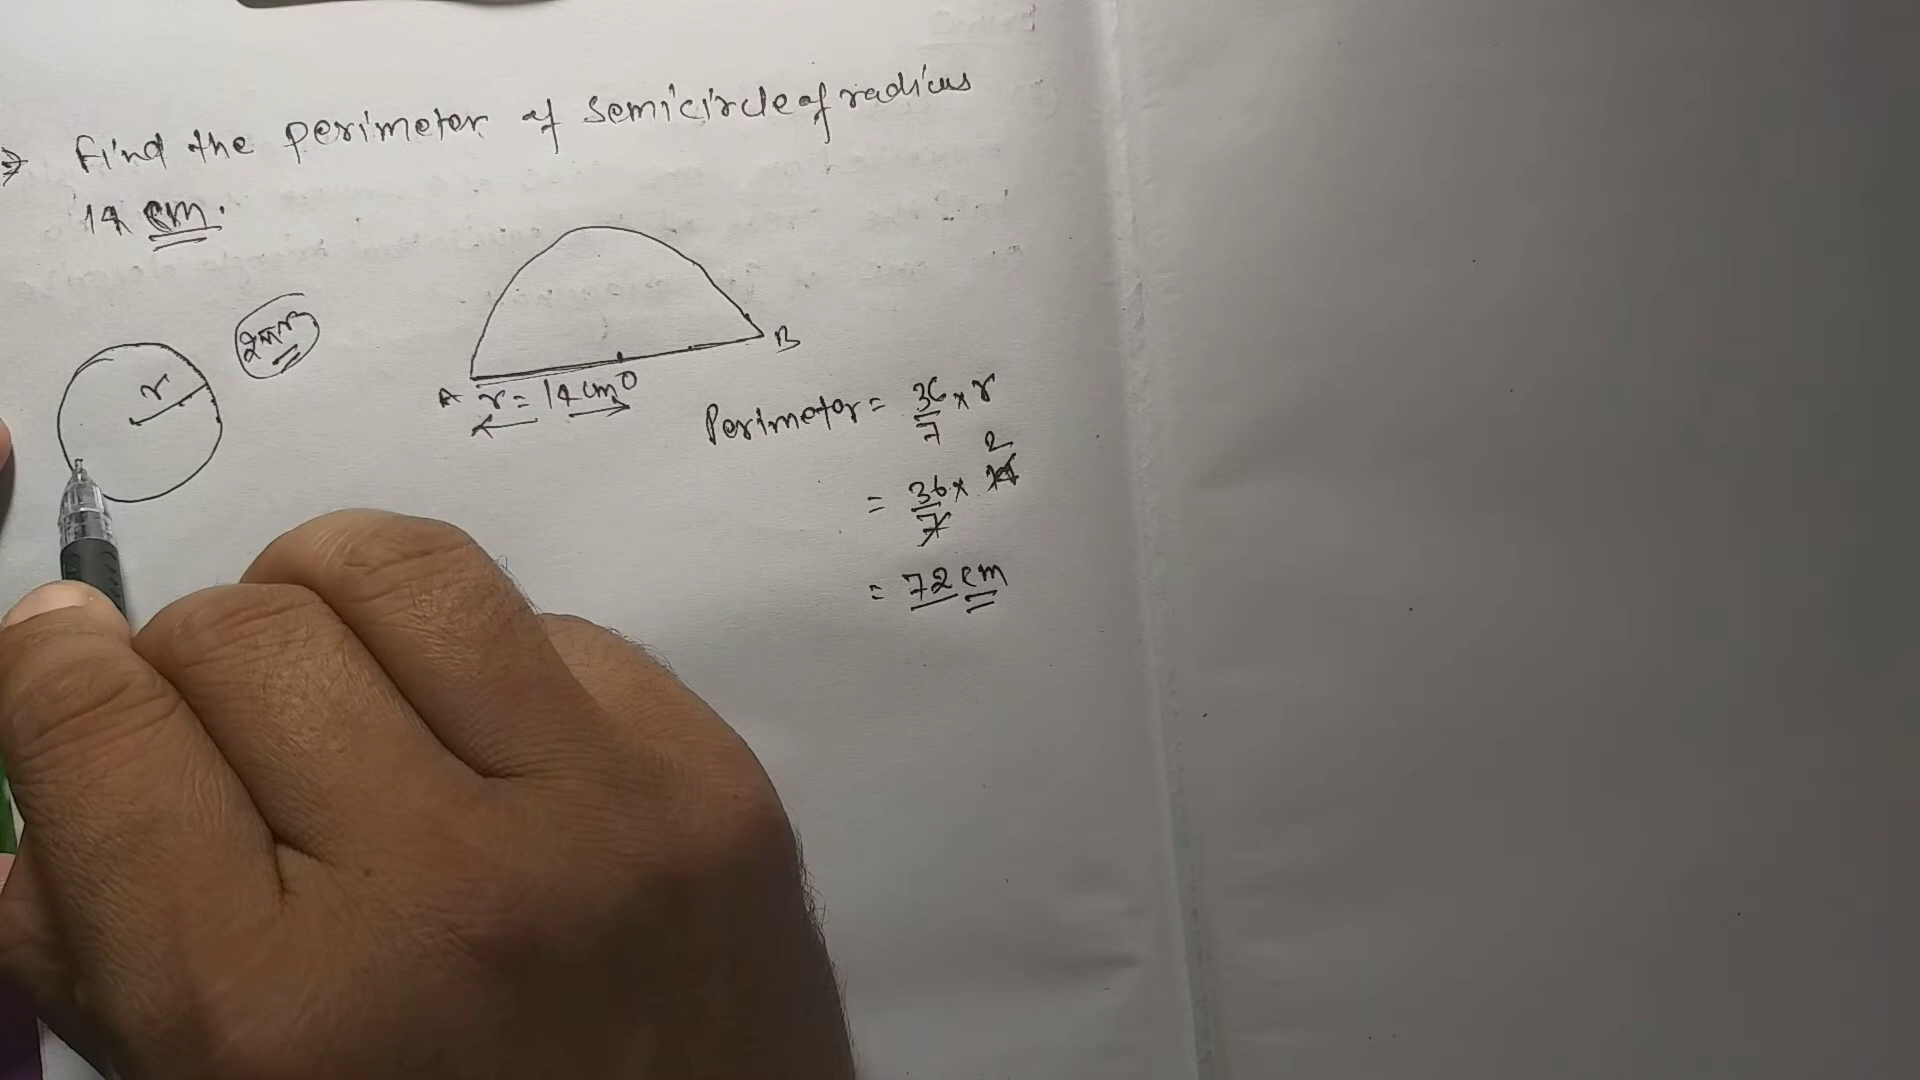 ⇒ Find the perimeter of semicircle of radius
14 cm.
2πr
r
A
B
r = 14 cm
O
Perimeter = 36/7 × r
= 36/7 × 14 2
= 72 cm